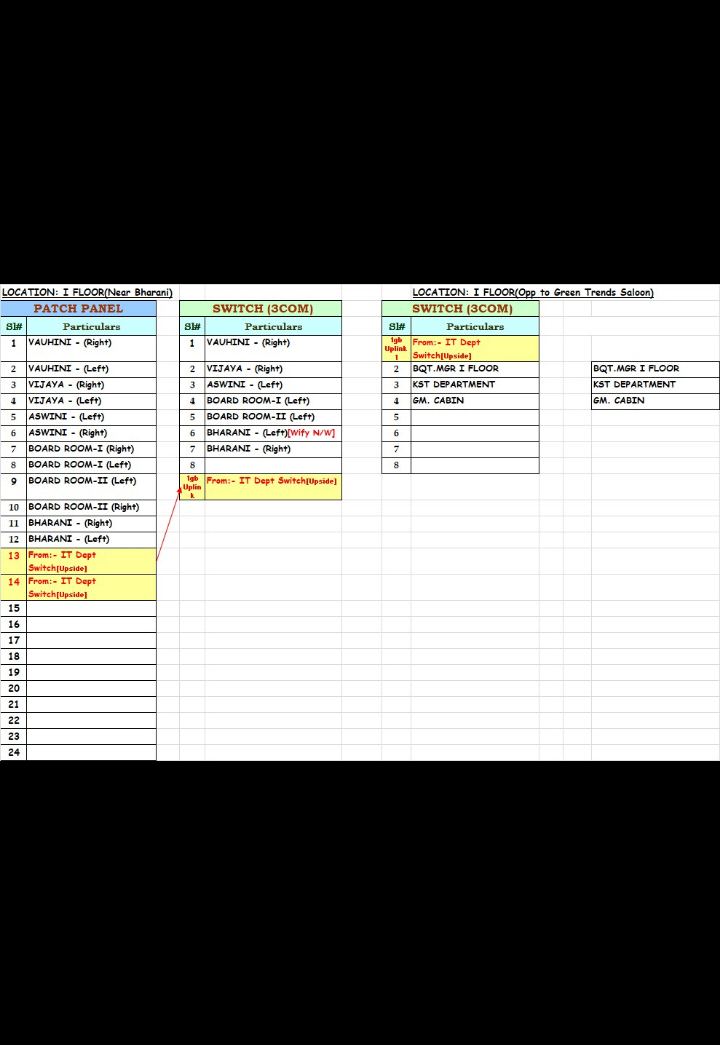 LOCATION: I FLOOR(Near Bharani)
PATCH PANEL
Sl# Particulars
1 VAUHINI - (Right)
2 VAUHINI - (Left)
3 VIJAYA - (Right)
4 VIJAYA - (Left)
5 ASWINI - (Left)
6 ASWINI - (Right)
7 BOARD ROOM-I (Right)
8 BOARD ROOM-I (Left)
9 BOARD ROOM-II (Left)
10 BOARD ROOM-II (Right)
11 BHARANI - (Right)
12 BHARANI - (Left)
13 From:- IT Dept
Switch[Upside]
14 From:- IT Dept
Switch[Upside]
15
16
17
18
19
20
21
22
23
24
SWITCH (3COM)
Sl# Particulars
1 VAUHINI - (Right)
2 VIJAYA - (Right)
3 ASWINI - (Left)
4 BOARD ROOM-I (Left)
5 BOARD ROOM-II (Left)
6 BHARANI - (Left)[Wify N/W]
7 BHARANI - (Right)
8
1gb
Uplin
k
From:- IT Dept Switch[Upside]
LOCATION: I FLOOR(Opp to Green Trends Saloon)
SWITCH (3COM)
Sl# Particulars
1gb
Uplink
1
From:- IT Dept
Switch[Upside]
2 BQT.MGR I FLOOR
3 KST DEPARTMENT
4 GM. CABIN
5
6
7
8
BQT.MGR I FLOOR
KST DEPARTMENT
GM. CABIN